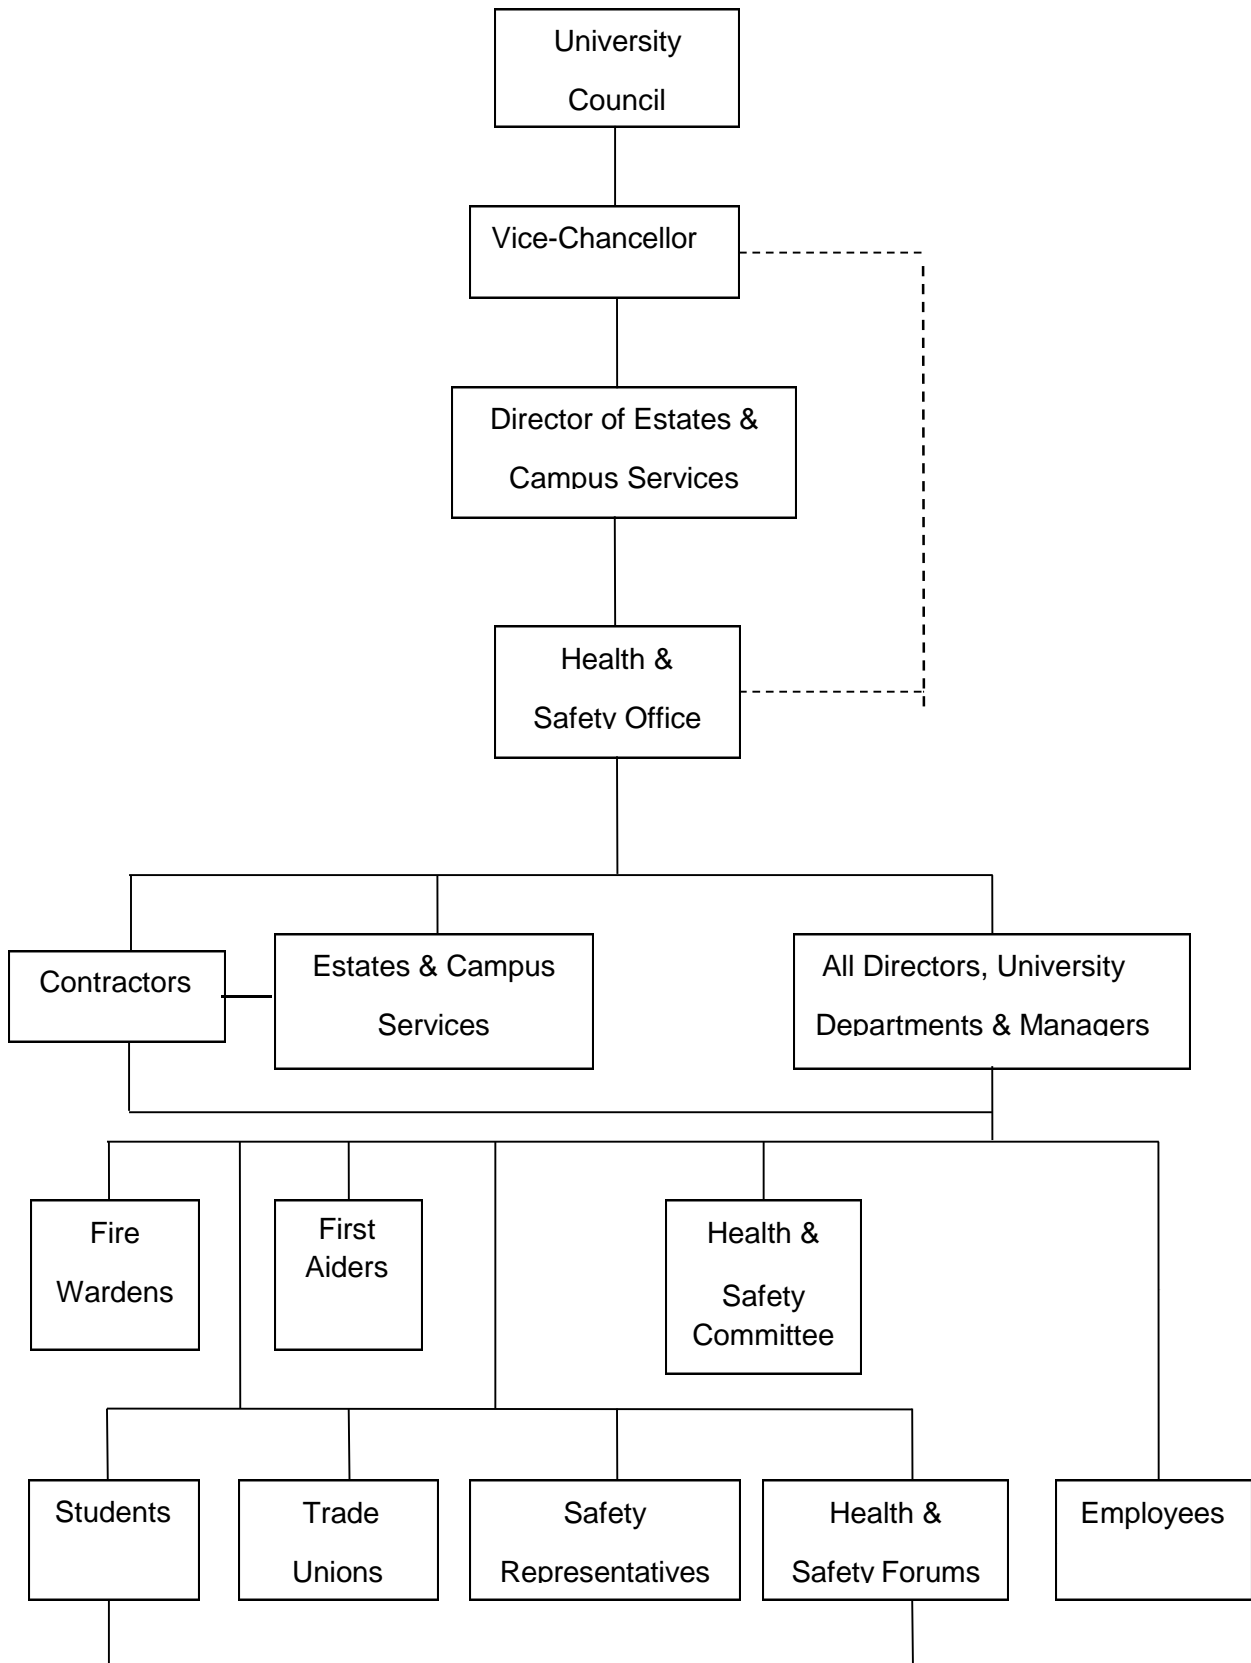 University
Council
Vice-Chancellor
Director of Estates &
Campus Services
Health &
Safety Office
Contractors
Estates & Campus
Services
All Directors, University
Departments & Managers
Fire
Wardens
First
Aiders
Health &
Safety
Committee
Students
Trade
Unions
Safety
Representatives
Health &
Safety Forums
Employees